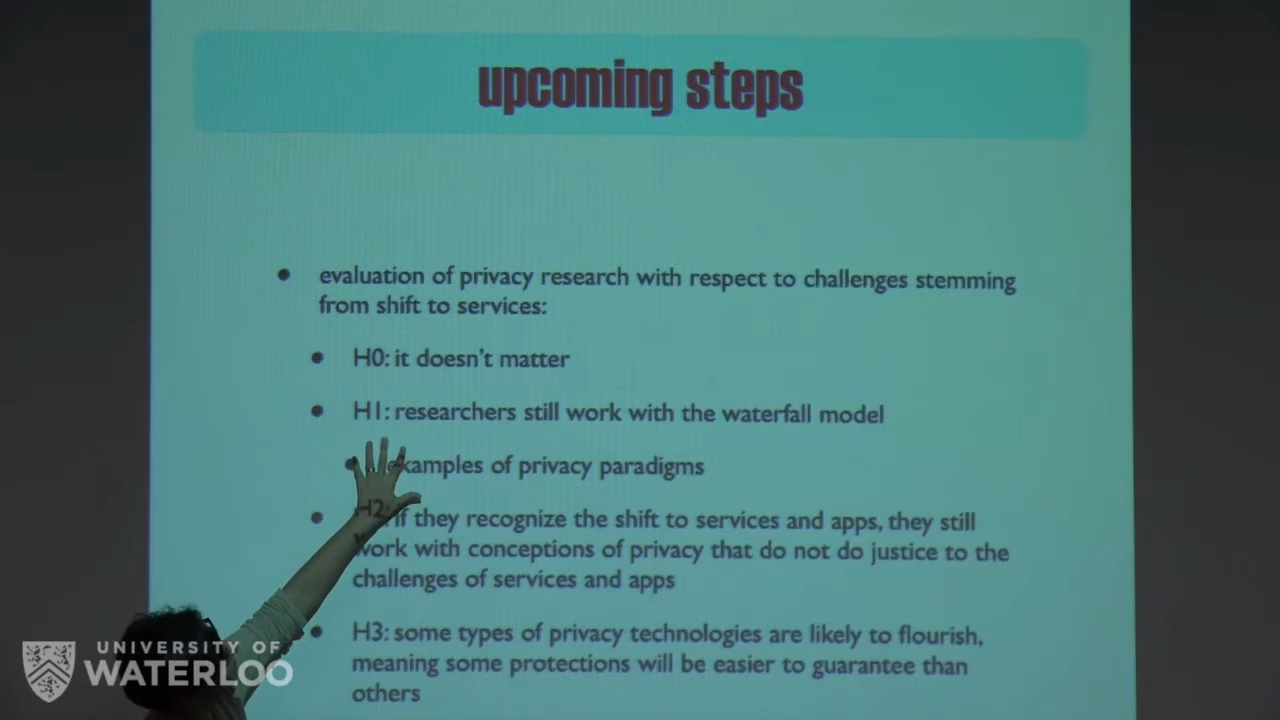 upcoming steps
evaluation of privacy research with respect to challenges stemming
from shift to services:
H0: it doesn't matter
H1: researchers still work with the waterfall model
examples of privacy paradigms
H2: if they recognize the shift to services and apps, they still
work with conceptions of privacy that do not do justice to the
challenges of services and apps
H3: some types of privacy technologies are likely to flourish,
meaning some protections will be easier to guarantee than
others
UNIVERSITY OF
WATERLOO